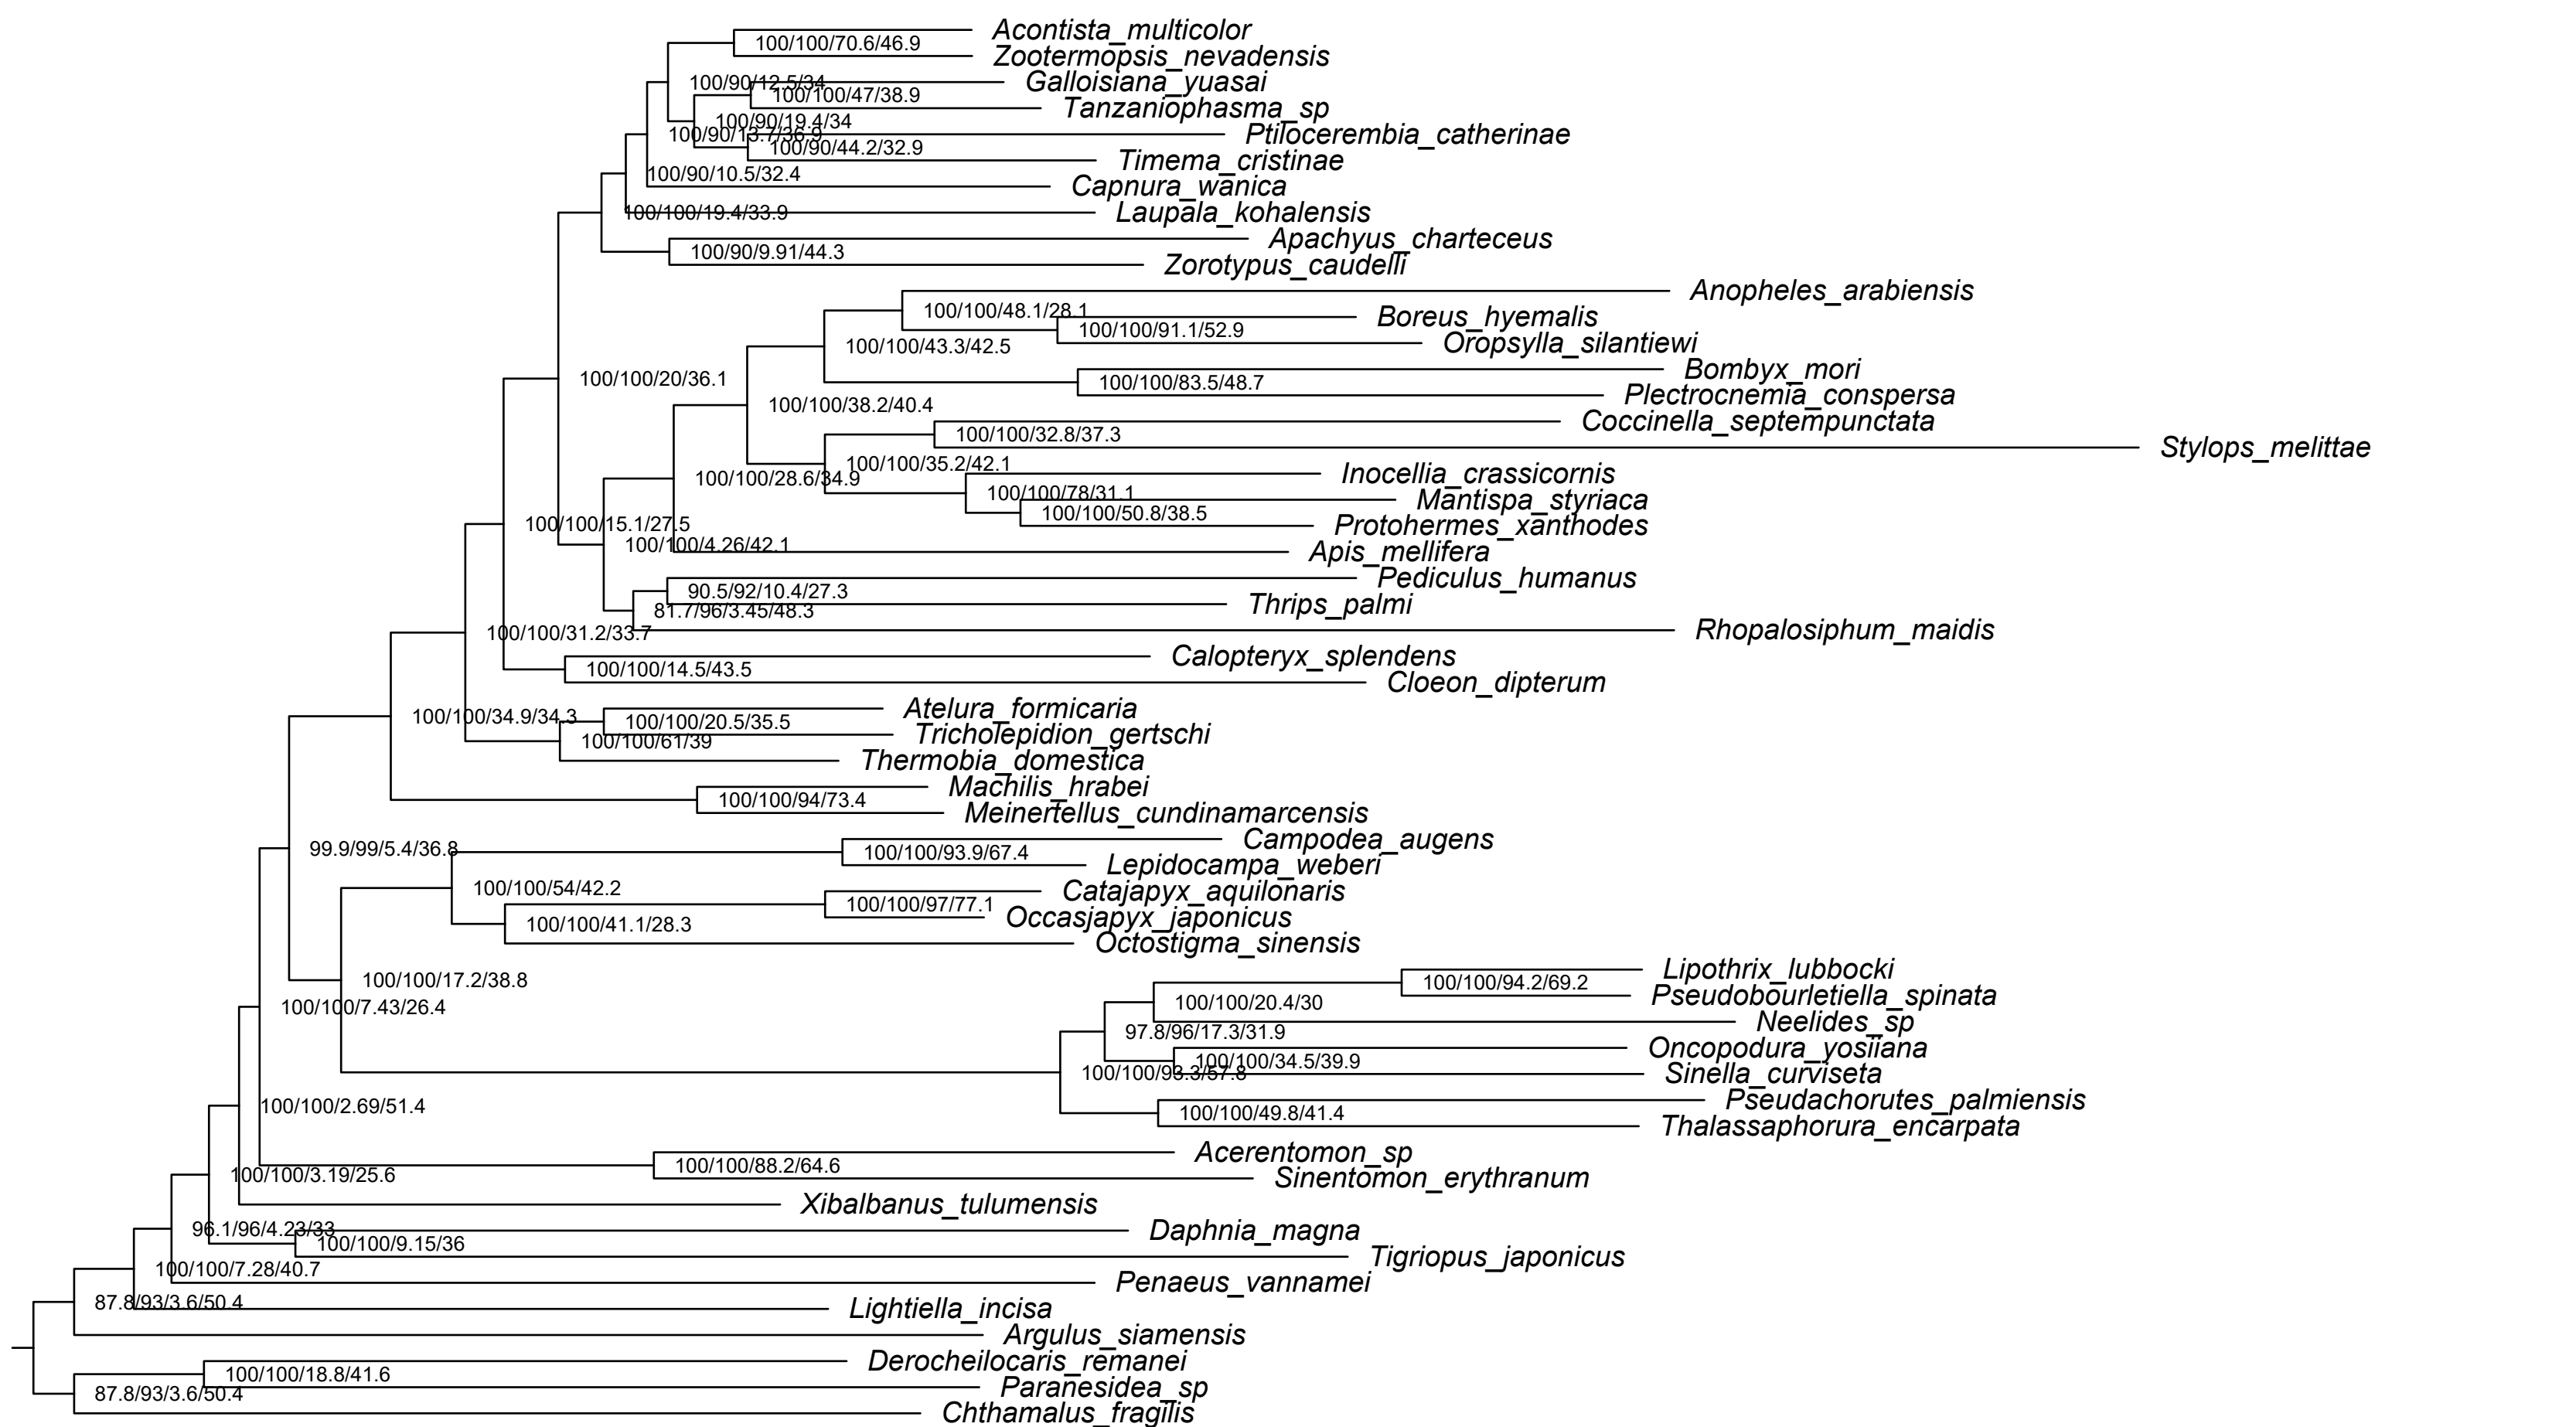 Acontista_multicolor
100/100/70.6/46.9
Zootermopsis_nevadensis
100/90/12.5/34
Galloisiana_yuasai
100/100/47/38.9
Tanzaniophasma_sp
100/90/19.4/34
100/90/13.7/36.9
Ptilocerembia_catherinae
100/90/44.2/32.9
Timema_cristinae
100/90/10.5/32.4
Capnura_wanica
100/100/19.4/33.9
Laupala_kohalensis
Apachyus_charteceus
100/90/9.91/44.3
Zorotypus_caudelli
Anopheles_arabiensis
100/100/48.1/28.1
Boreus_hyemalis
100/100/91.1/52.9
Oropsylla_silantiewi
100/100/43.3/42.5
Bombyx_mori
100/100/20/36.1
100/100/83.5/48.7
Plectrocnemia_conspersa
100/100/38.2/40.4
Coccinella_septempunctata
100/100/32.8/37.3
Stylops_melittae
100/100/35.2/42.1
Inocellia_crassicornis
100/100/28.6/34.9
100/100/78/31.1
Mantispa_styriaca
100/100/50.8/38.5
Protohermes_xanthodes
100/100/15.1/27.5
100/100/4.26/42.1
Apis_mellifera
Pediculus_humanus
90.5/92/10.4/27.3
Thrips_palmi
81.7/96/3.45/48.3
Rhopalosiphum_maidis
100/100/31.2/33.7
Calopteryx_splendens
100/100/14.5/43.5
Cloeon_dipterum
Atelura_formicaria
100/100/34.9/34.3
100/100/20.5/35.5
Tricholepidion_gertschi
100/100/61/39
Thermobia_domestica
Machilis_hrabei
100/100/94/73.4
Meinertellus_cundinamarcensis
Campodea_augens
99.9/99/5.4/36.8
100/100/93.9/67.4
Lepidocampa_weberi
100/100/54/42.2
Catajapyx_aquilonaris
100/100/97/77.1
Occasjapyx_japonicus
100/100/41.1/28.3
Octostigma_sinensis
Lipothrix_lubbocki
100/100/17.2/38.8
100/100/94.2/69.2
Pseudobourletiella_spinata
100/100/7.43/26.4
100/100/20.4/30
Neelides_sp
97.8/96/17.3/31.9
Oncopodura_yosiiana
100/100/34.5/39.9
100/100/93.3/57.8
Sinella_curviseta
Pseudachorutes_palmiensis
100/100/2.69/51.4
100/100/49.8/41.4
Thalassaphorura_encarpata
Acerentomon_sp
100/100/88.2/64.6
100/100/3.19/25.6
Sinentomon_erythranum
Xibalbanus_tulumensis
96.1/96/4.23/33
Daphnia_magna
100/100/9.15/36
Tigriopus_japonicus
100/100/7.28/40.7
Penaeus_vannamei
87.8/93/3.6/50.4
Lightiella_incisa
Argulus_siamensis
Derocheilocaris_remanei
100/100/18.8/41.6
Paranesidea_sp
87.8/93/3.6/50.4
Chthamalus_fragilis